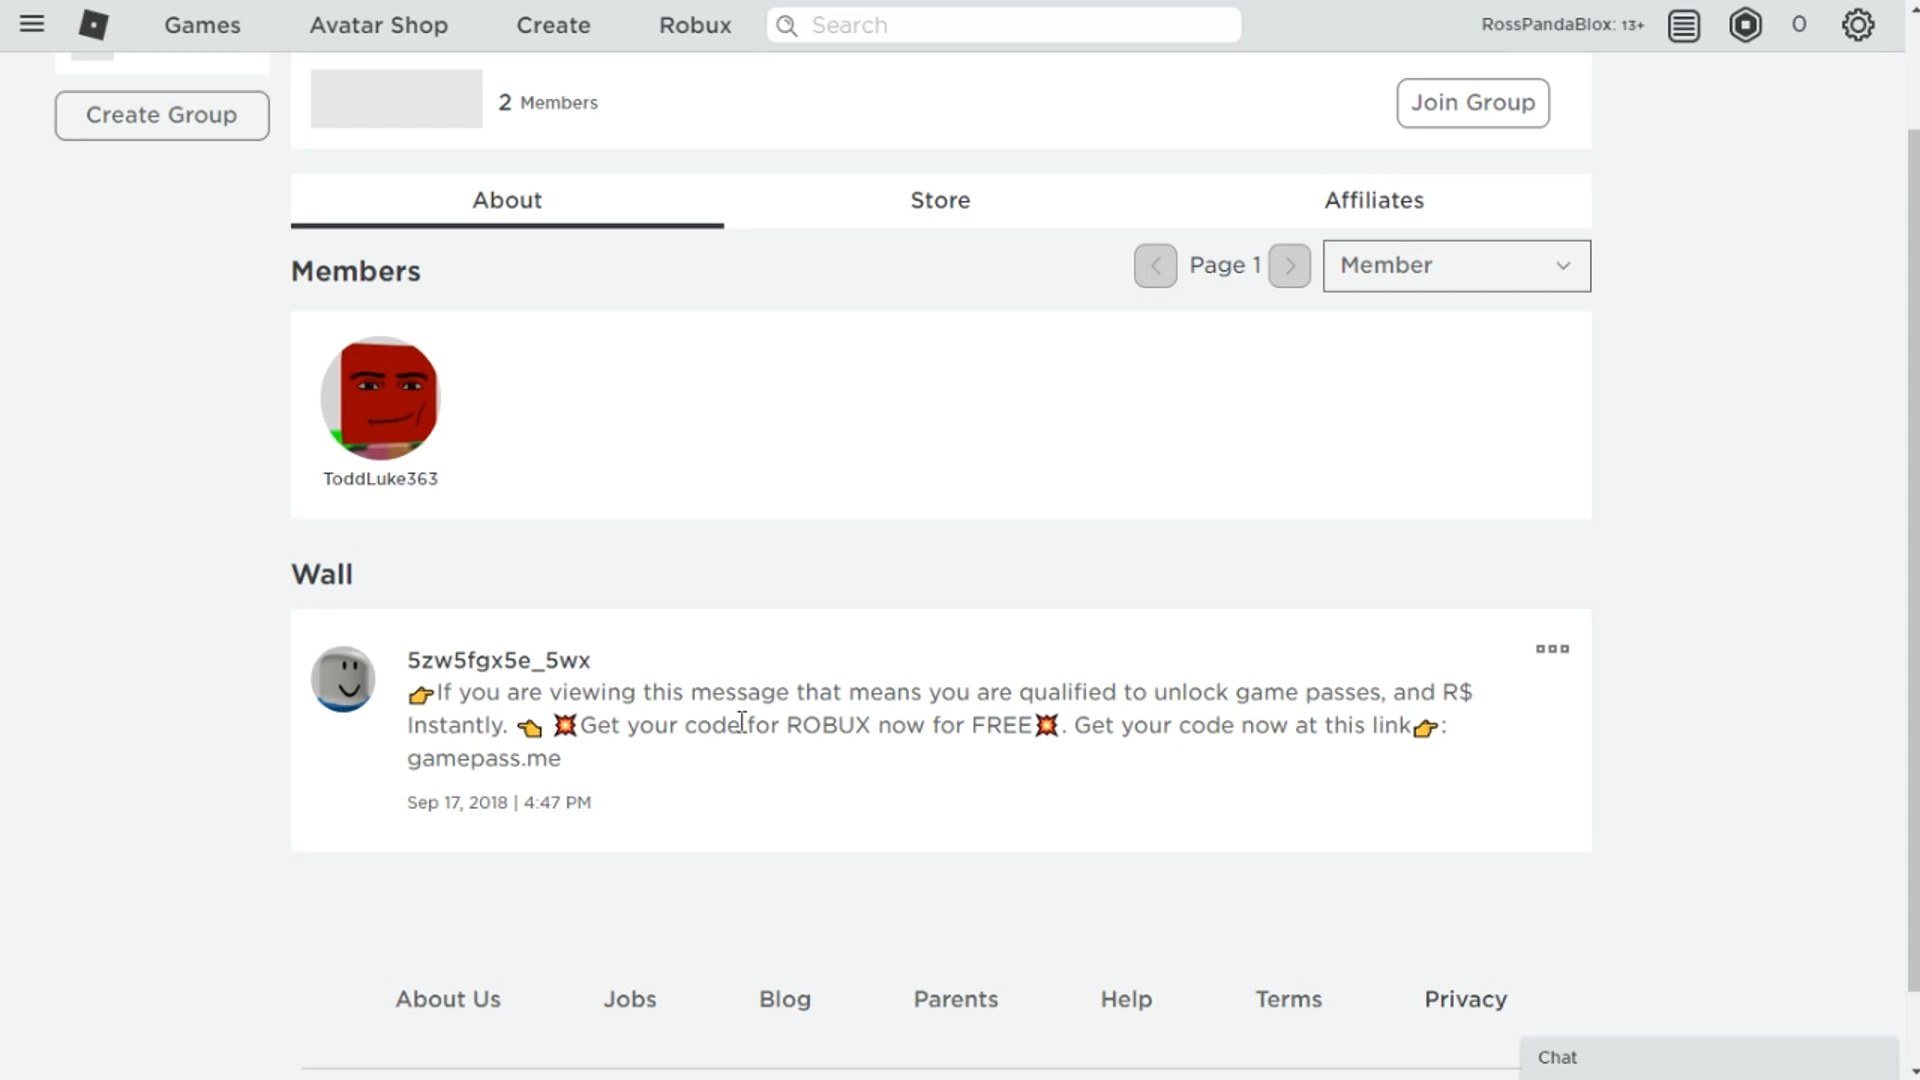 Games Avatar Shop Create Robux Search RossPandaBlox: 13+ 0
Create Group
2 Members
Join Group
About Store Affiliates
Members
Page 1
Member
ToddLuke363
Wall
5zw5fgx5e_5wx
👉If you are viewing this message that means you are qualified to unlock game passes, and R$
Instantly. 👈 💥Get your code for ROBUX now for FREE💥. Get your code now at this link👉:
gamepass.me
Sep 17, 2018 | 4:47 PM
About Us Jobs Blog Parents Help Terms Privacy
Chat